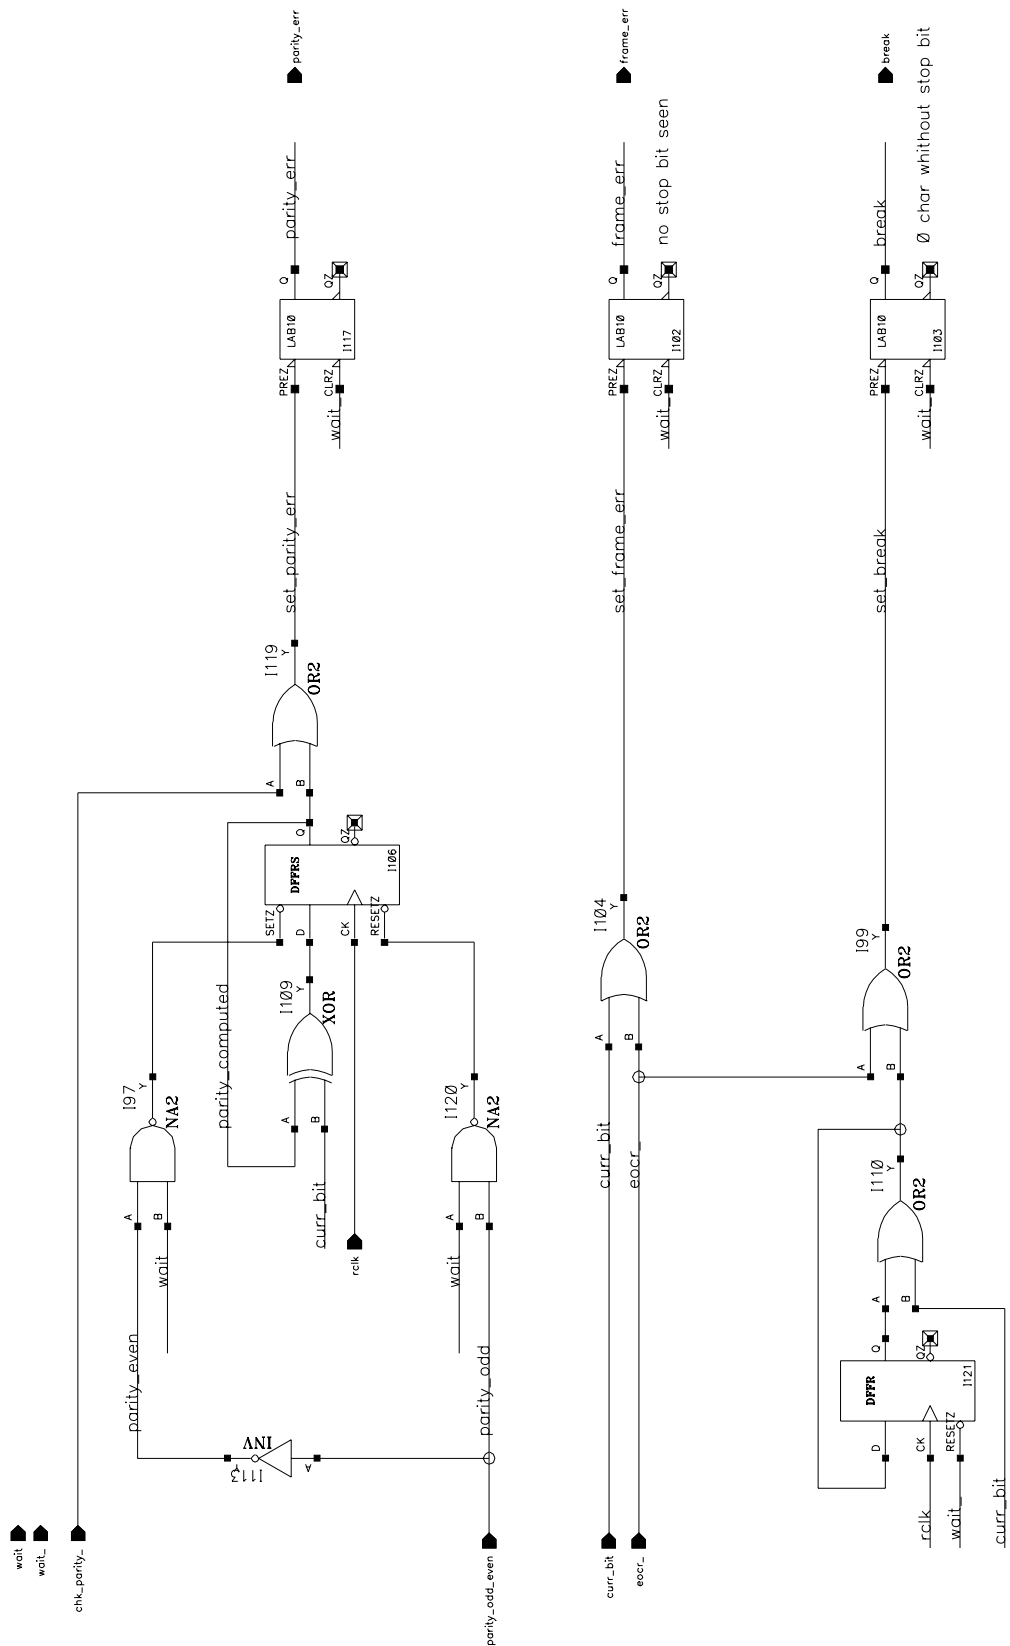 parity_err
frame_err
break
parity_err
frame_err
no stop bit seen
break
0 char whithout stop bit
Q
QZ
LAB10
I117
PREZ
CLRZ
wait_
Q
QZ
LAB10
I102
PREZ
CLRZ
wait_
Q
QZ
LAB10
I103
PREZ
CLRZ
wait_
set_parity_err
set_frame_err
set_break
I119
Y
OR2
A
B
Q
QZ
DFFRS
I106
SETZ
D
CK
RESETZ
parity_computed
I109
Y
XOR
A
B
curr_bit
rclk
I97
Y
NA2
A
B
wait
parity_even
I120
Y
NA2
A
B
wait
parity_odd
INV
I113
Y
A
I104
Y
OR2
A
B
curr_bit
eocr_
I99
Y
OR2
A
B
I110
Y
OR2
A
B
Q
QZ
DFFR
I121
D
CK
RESETZ
rclk
wait_
curr_bit
wait
wait_
chk_parity_
parity_odd_even
curr_bit
eocr_